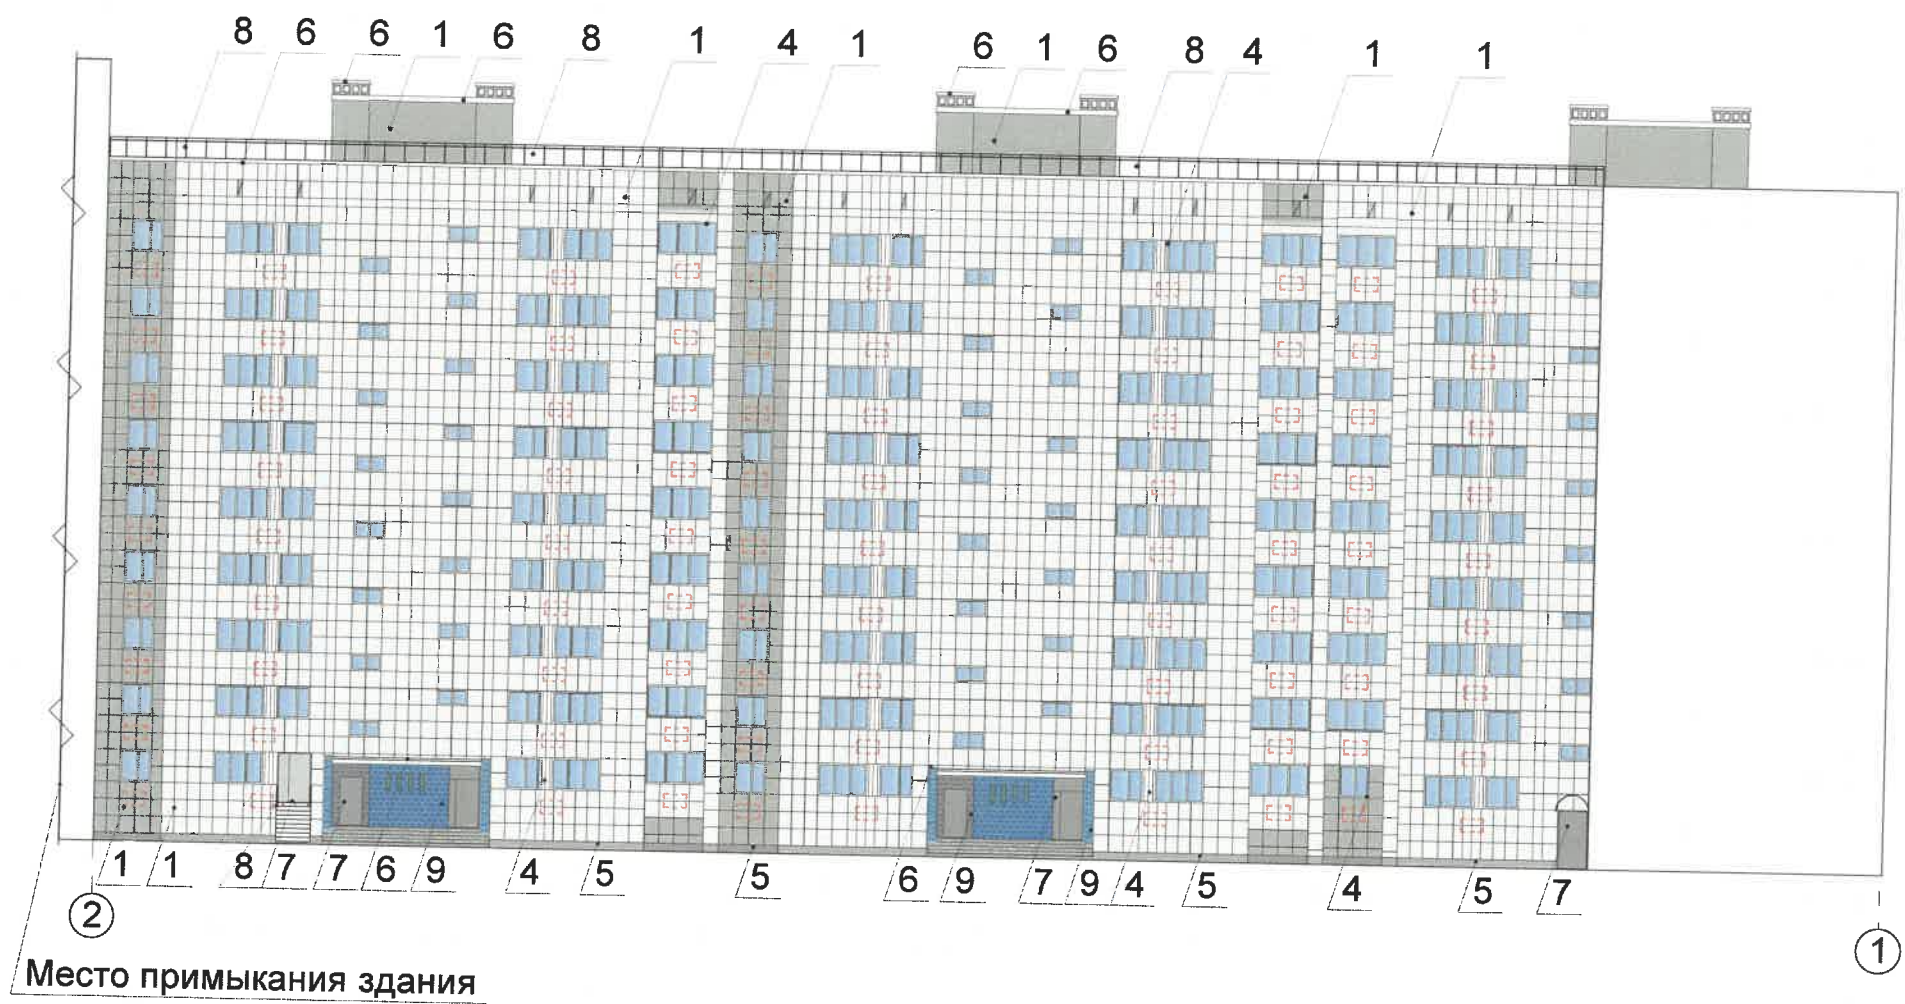 8 6 6 1 6 8 1 4 1 6 1 6 8 4 1 1
1 1 8 7 7 6 9 4 5 5 6 9 7 9 4 5 4 5 7
2 1
Место примыкания здания